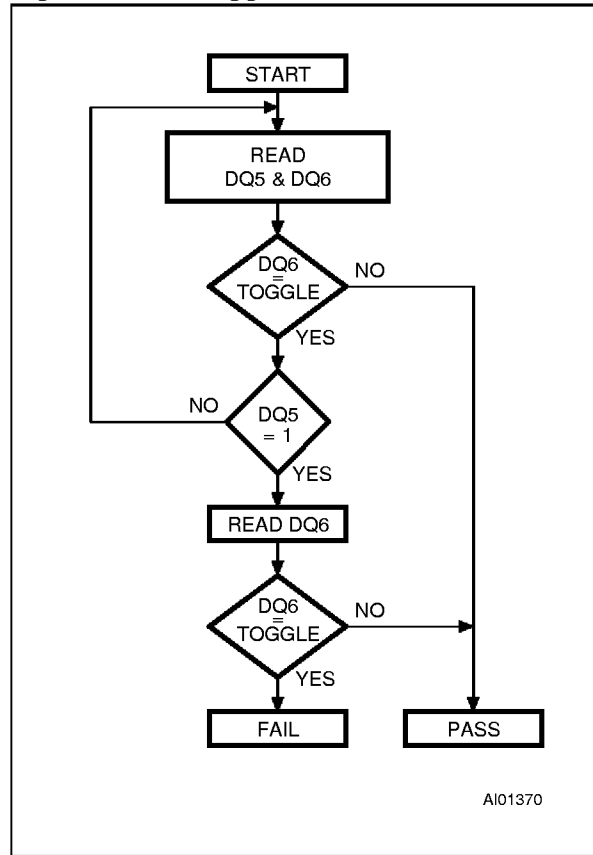 START
READ
DQ5 & DQ6
DQ6
=
TOGGLE
NO
YES
NO
DQ5
= 1
YES
READ DQ6
DQ6
=
TOGGLE
NO
YES
FAIL
PASS
AI01370